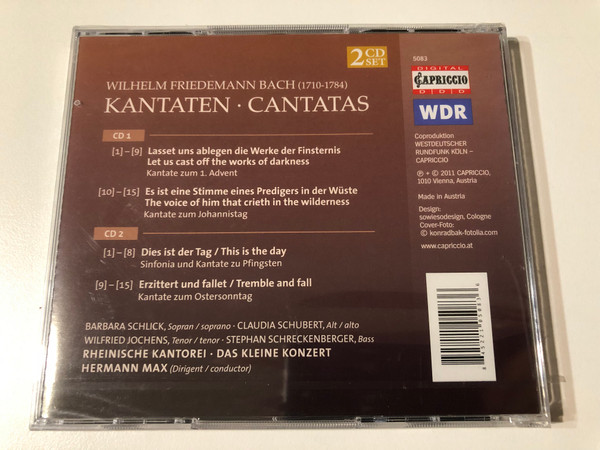 2 CD SET
WILHELM FRIEDEMANN BACH (1710-1784)
KANTATEN · CANTATAS
CD 1
[1] – [9] Lasset uns ablegen die Werke der Finsternis
Let us cast off the works of darkness
Kantate zum 1. Advent
[10] – [15] Es ist eine Stimme eines Predigers in der Wüste
The voice of him that crieth in the wilderness
Kantate zum Johannistag
CD 2
[1] – [8] Dies ist der Tag / This is the day
Sinfonia und Kantate zu Pfingsten
[9] – [15] Erzittert und fallet / Tremble and fall
Kantate zum Ostersonntag
BARBARA SCHLICK, Sopran / soprano · CLAUDIA SCHUBERT, Alt / alto
WILFRIED JOCHENS, Tenor / tenor · STEPHAN SCHRECKENBERGER, Bass
RHEINISCHE KANTOREI · DAS KLEINE KONZERT
HERMANN MAX (Dirigent / conductor)
5083
DIGITAL
CAPRICCIO
D|D|D
WDR
Coproduktion
WESTDEUTSCHER
RUNDFUNK KÖLN –
CAPRICCIO
℗ + © 2011 CAPRICCIO,
1010 Vienna, Austria
Made in Austria
Design:
sowiesodesign, Cologne
Cover-Foto:
© konradbak-fotolia.com
www.capriccio.at